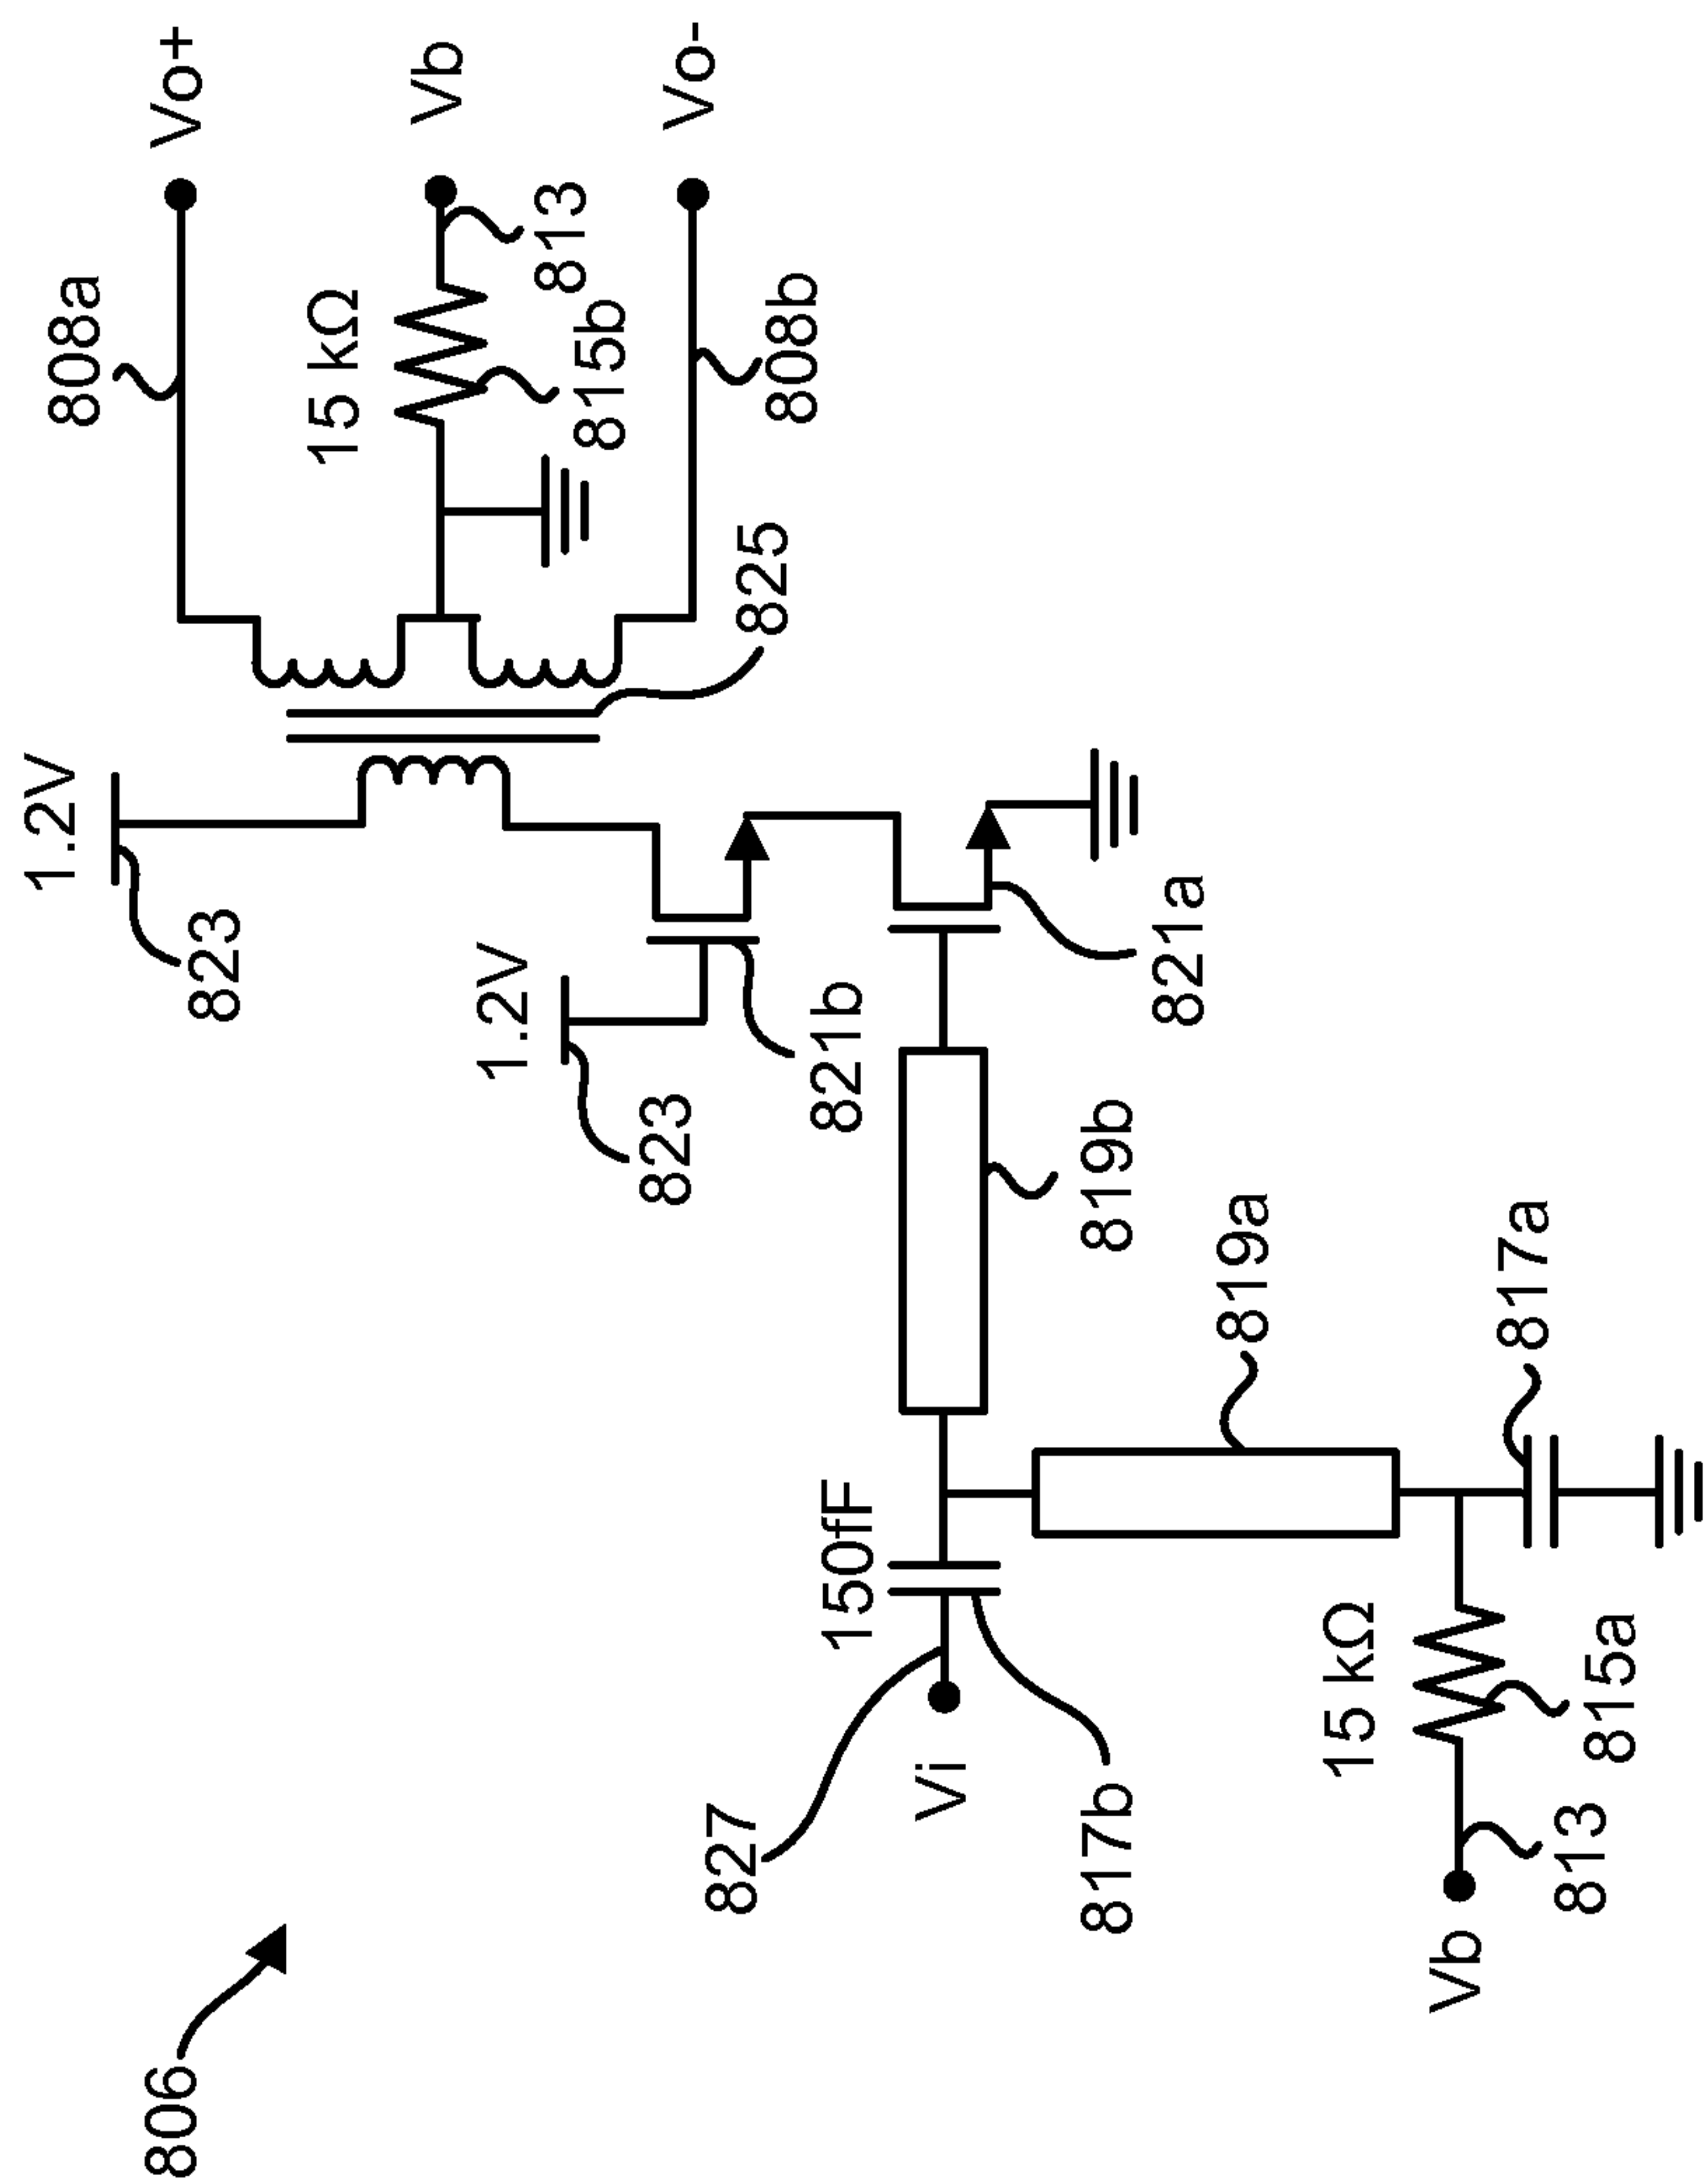 806
1.2V
823
1.2V
823
821b
821a
825
808a
Vo+
15 kΩ
Vb
813
815b
Vo-
808b
819b
819a
817a
150fF
827
Vi
817b
15 kΩ
815a
813
Vb